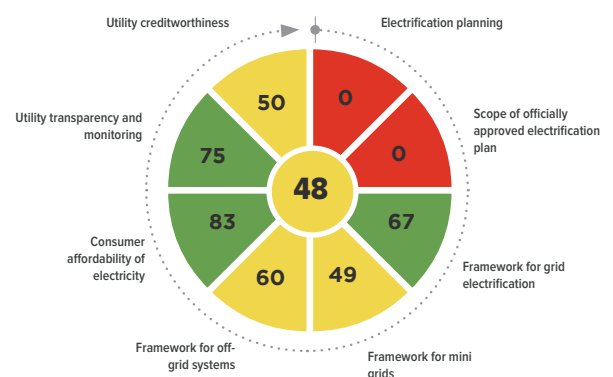 Utility creditworthiness
Electrification planning
50
0
Utility transparency and
monitoring
Scope of officially
approved electrification
plan
75
0
48
83
67
Consumer
affordability of
electricity
Framework for grid
electrification
60
49
Framework for off-
grid systems
Framework for mini
grids